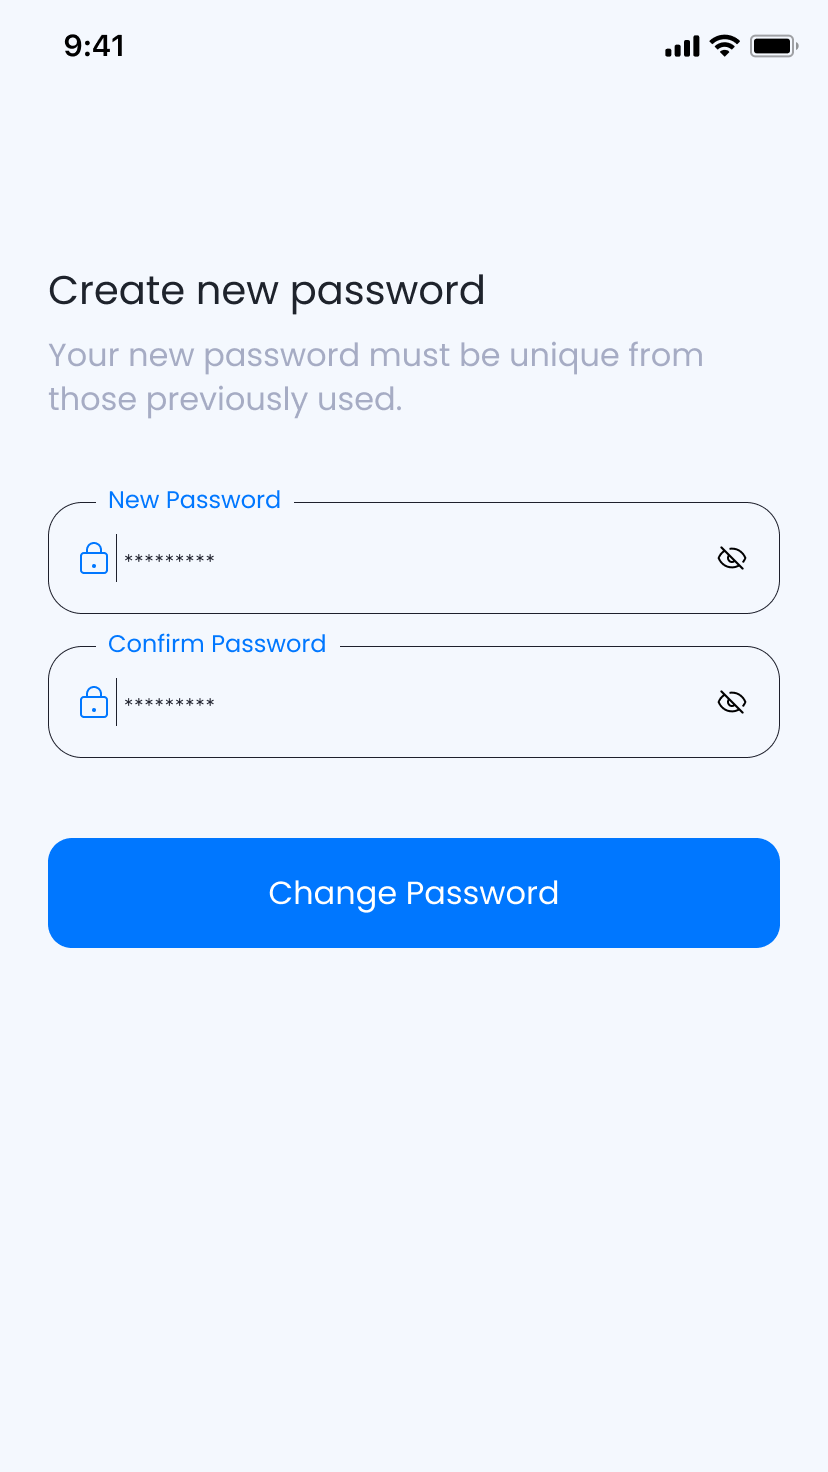 9:41
Create new password
Your new password must be unique from
those previously used.
New Password
*********
Confirm Password
*********
Change Password